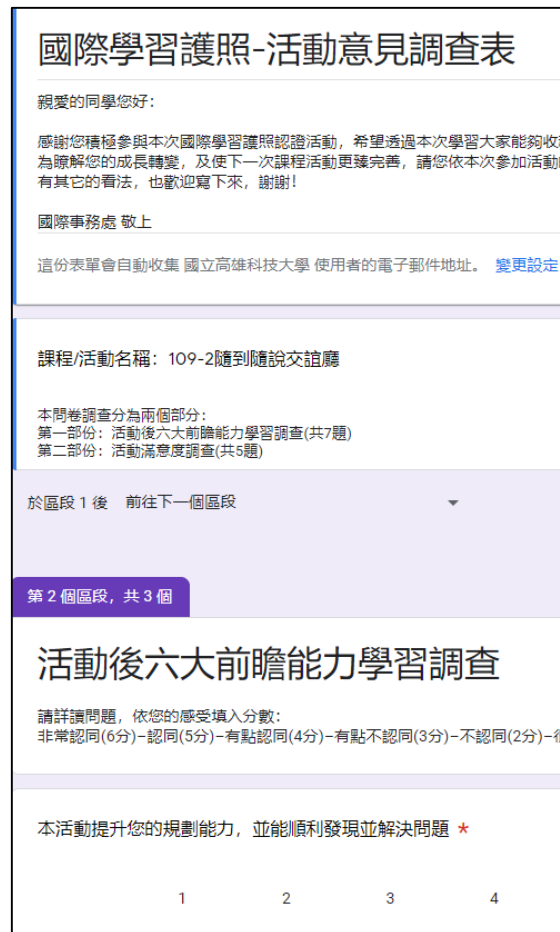 國際學習護照-活動意見調查表
親愛的同學您好：
感謝您積極參與本次國際學習護照認證活動，希望透過本次學習大家能夠收
為瞭解您的成長轉變，及使下一次課程活動更臻完善，請您依本次參加活動
有其它的看法，也歡迎寫下來，謝謝！
國際事務處 敬上
這份表單會自動收集 國立高雄科技大學 使用者的電子郵件地址。 變更設定
課程/活動名稱：109-2隨到隨說交誼廳
本問卷調查分為兩個部分：
第一部份：活動後六大前瞻能力學習調查(共7題)
第二部份：活動滿意度調查(共5題)
於區段 1 後 前往下一個區段
第 2 個區段，共 3 個
活動後六大前瞻能力學習調查
請詳讀問題，依您的感受填入分數：
非常認同(6分)–認同(5分)–有點認同(4分)–有點不認同(3分)–不認同(2分)–
本活動提升您的規劃能力，並能順利發現並解決問題 *
1 2 3 4